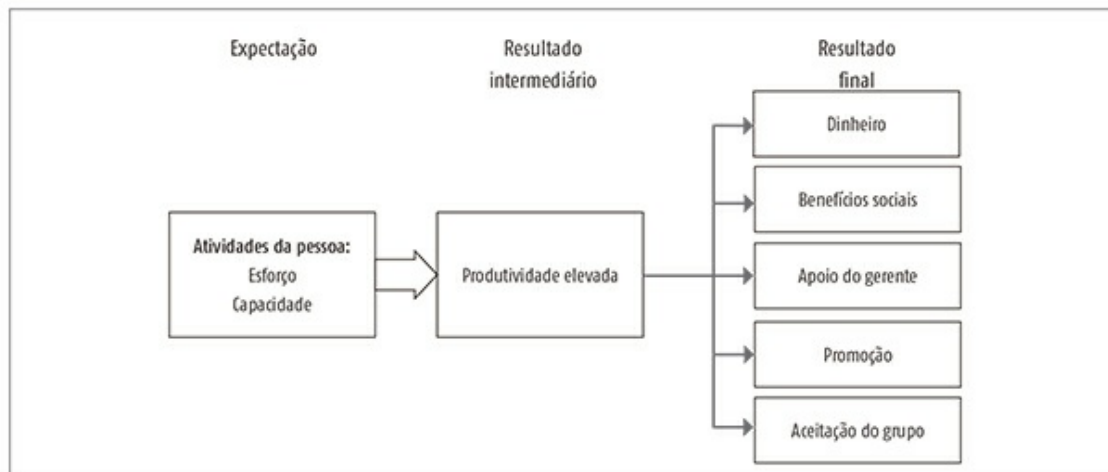 Expectação
Resultado
intermediário
Resultado
final
Atividades da pessoa:
Esforço
Capacidade
Produtividade elevada
Dinheiro
Benefícios sociais
Apoio do gerente
Promoção
Aceitação do grupo